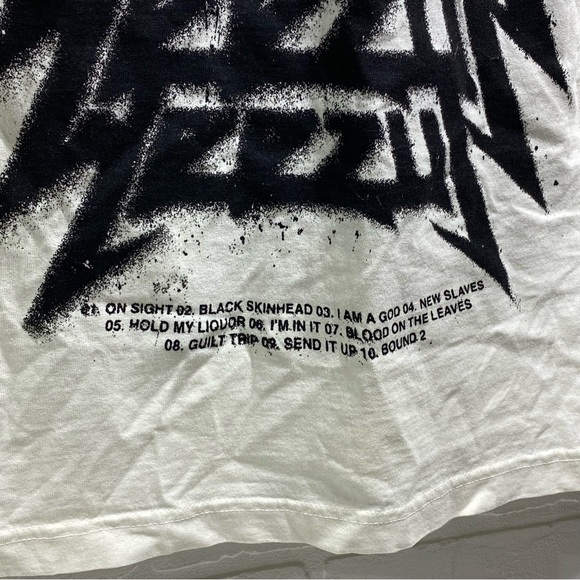 01. ON SIGHT 02. BLACK SKINHEAD 03. I AM A GOD 04. NEW SLAVES
05. HOLD MY LIQUOR 06. I'M IN IT 07. BLOOD ON THE LEAVES
08. GUILT TRIP 09. SEND IT UP 10. BOUND 2